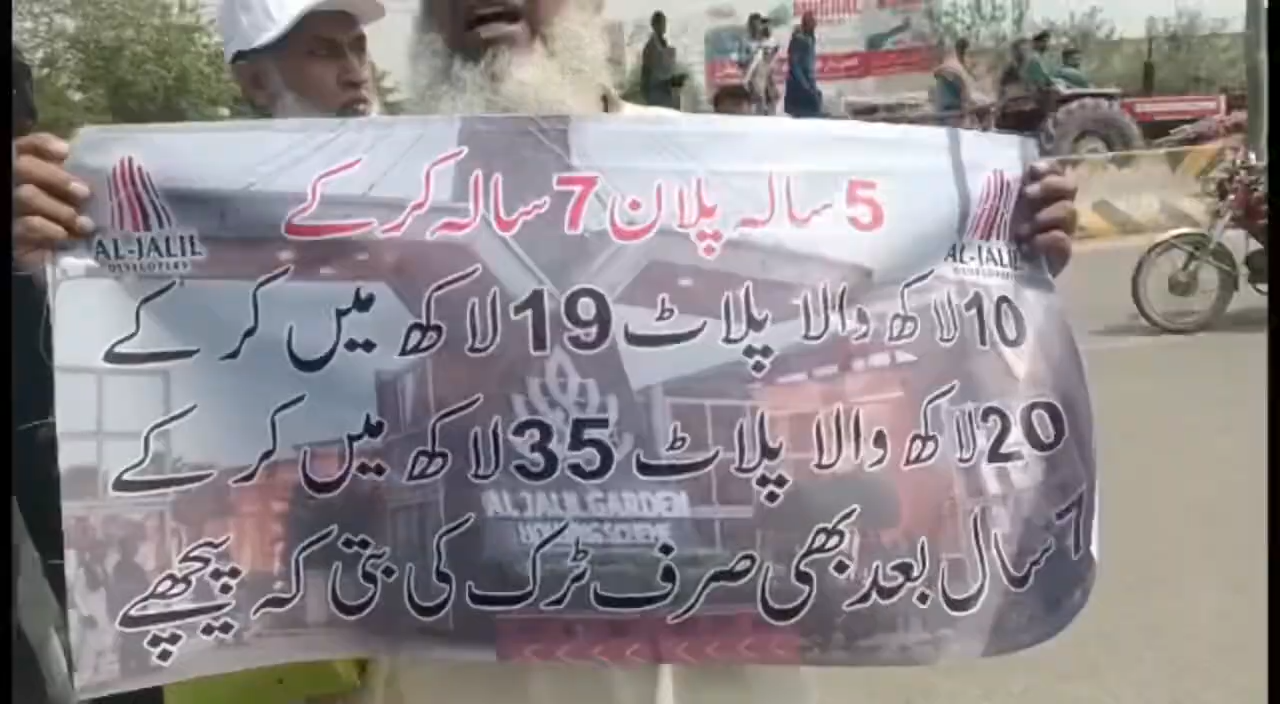 AL-JALIL
DEVELOPERS
AL-JALIL
DEVELOPERS
5 سالہ پلان 7 سالہ کر کے
10 لاکھ والا پلاٹ 19 لاکھ میں کر کے
20 لاکھ والا پلاٹ 35 لاکھ میں کر کے
AL JALIL GARDEN
HOUSING SCHEME
7 سال بعد بھی صرف ٹرک کی بتی کہ پیچھے